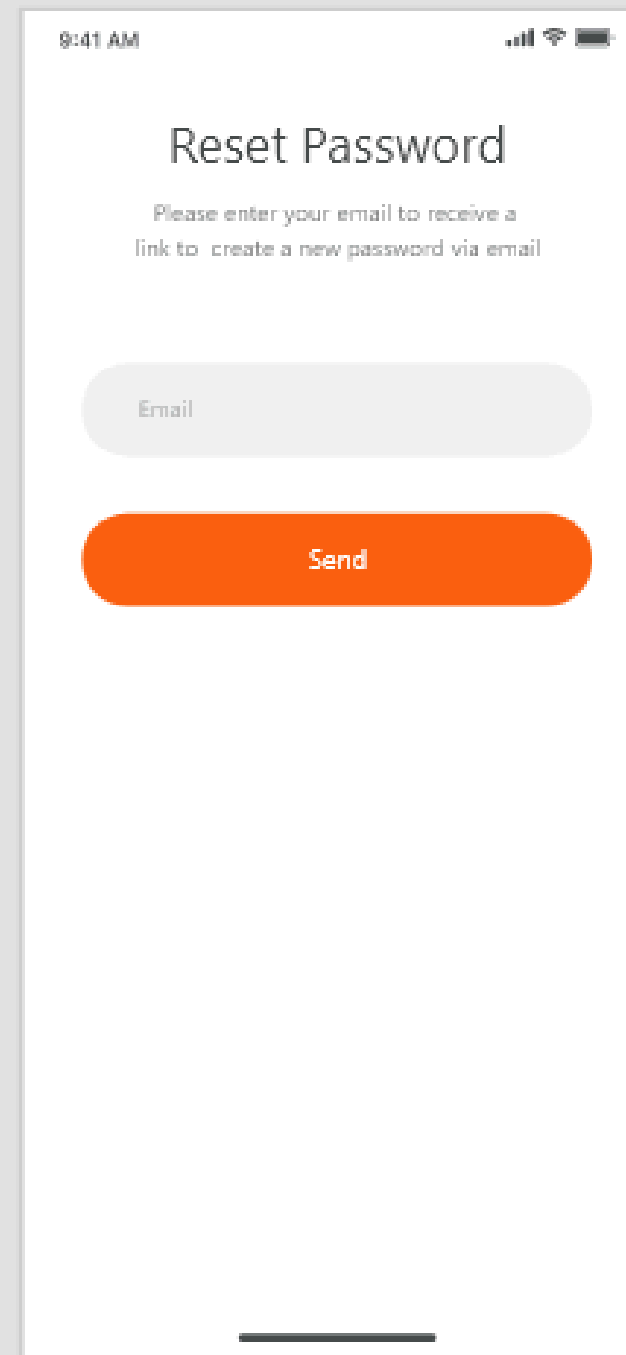 9:41 AM
Reset Password
Please enter your email to receive a
link to  create a new password via email
Email
Send